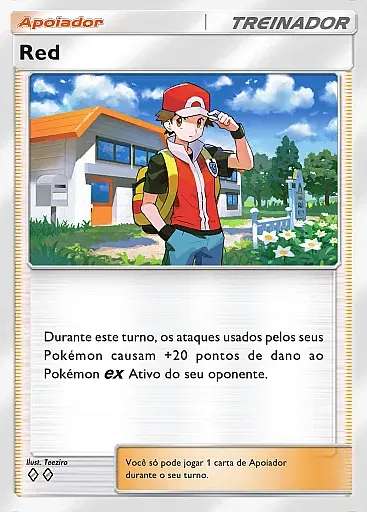 Apoiador
TREINADOR
Red
Durante este turno, os ataques usados pelos seus
Pokémon causam +20 pontos de dano ao
Pokémon ex Ativo do seu oponente.
Ilust. Teeziro
Você só pode jogar 1 carta de Apoiador
durante o seu turno.